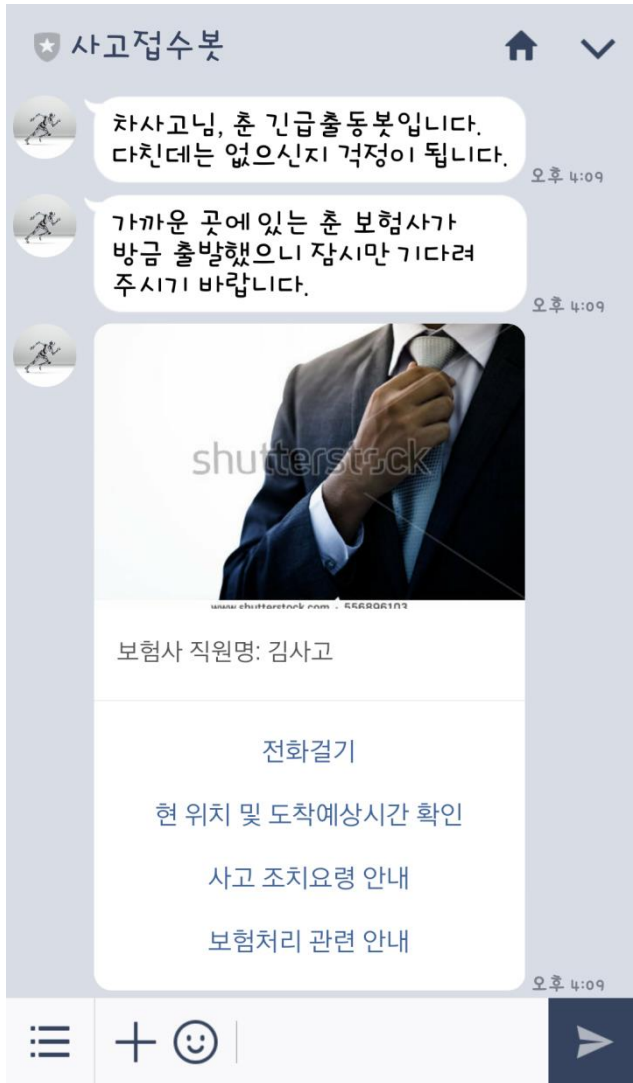 사고접수봇
차사고님, 춘 긴급출동봇입니다.
다친데는 없으신지 걱정이 됩니다.
오후 4:09
가까운 곳에 있는 춘 보험사가
방금 출발했으니 잠시만 기다려
주시기 바랍니다.
오후 4:09
shutterstock
www.shutterstock.com · 556896103
보험사 직원명: 김사고
전화걸기
현 위치 및 도착예상시간 확인
사고 조치요령 안내
보험처리 관련 안내
오후 4:09